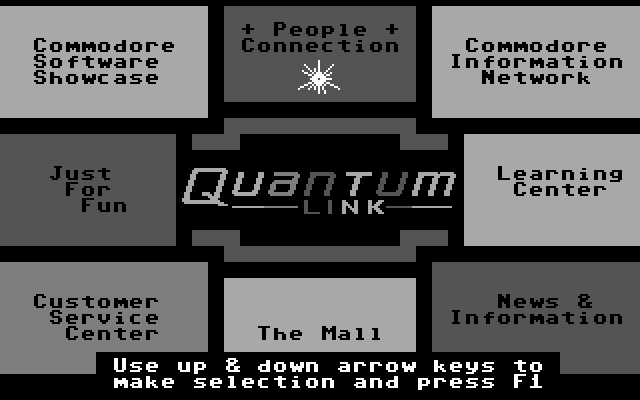 Commodore
Software
Showcase
+ People +
Connection
Commodore
Information
Network
Just
For
Fun
QUANTUM
LINK
Learning
Center
Customer
Service
Center
The Mall
News &
Information
Use up & down arrow keys to
make selection and press F1